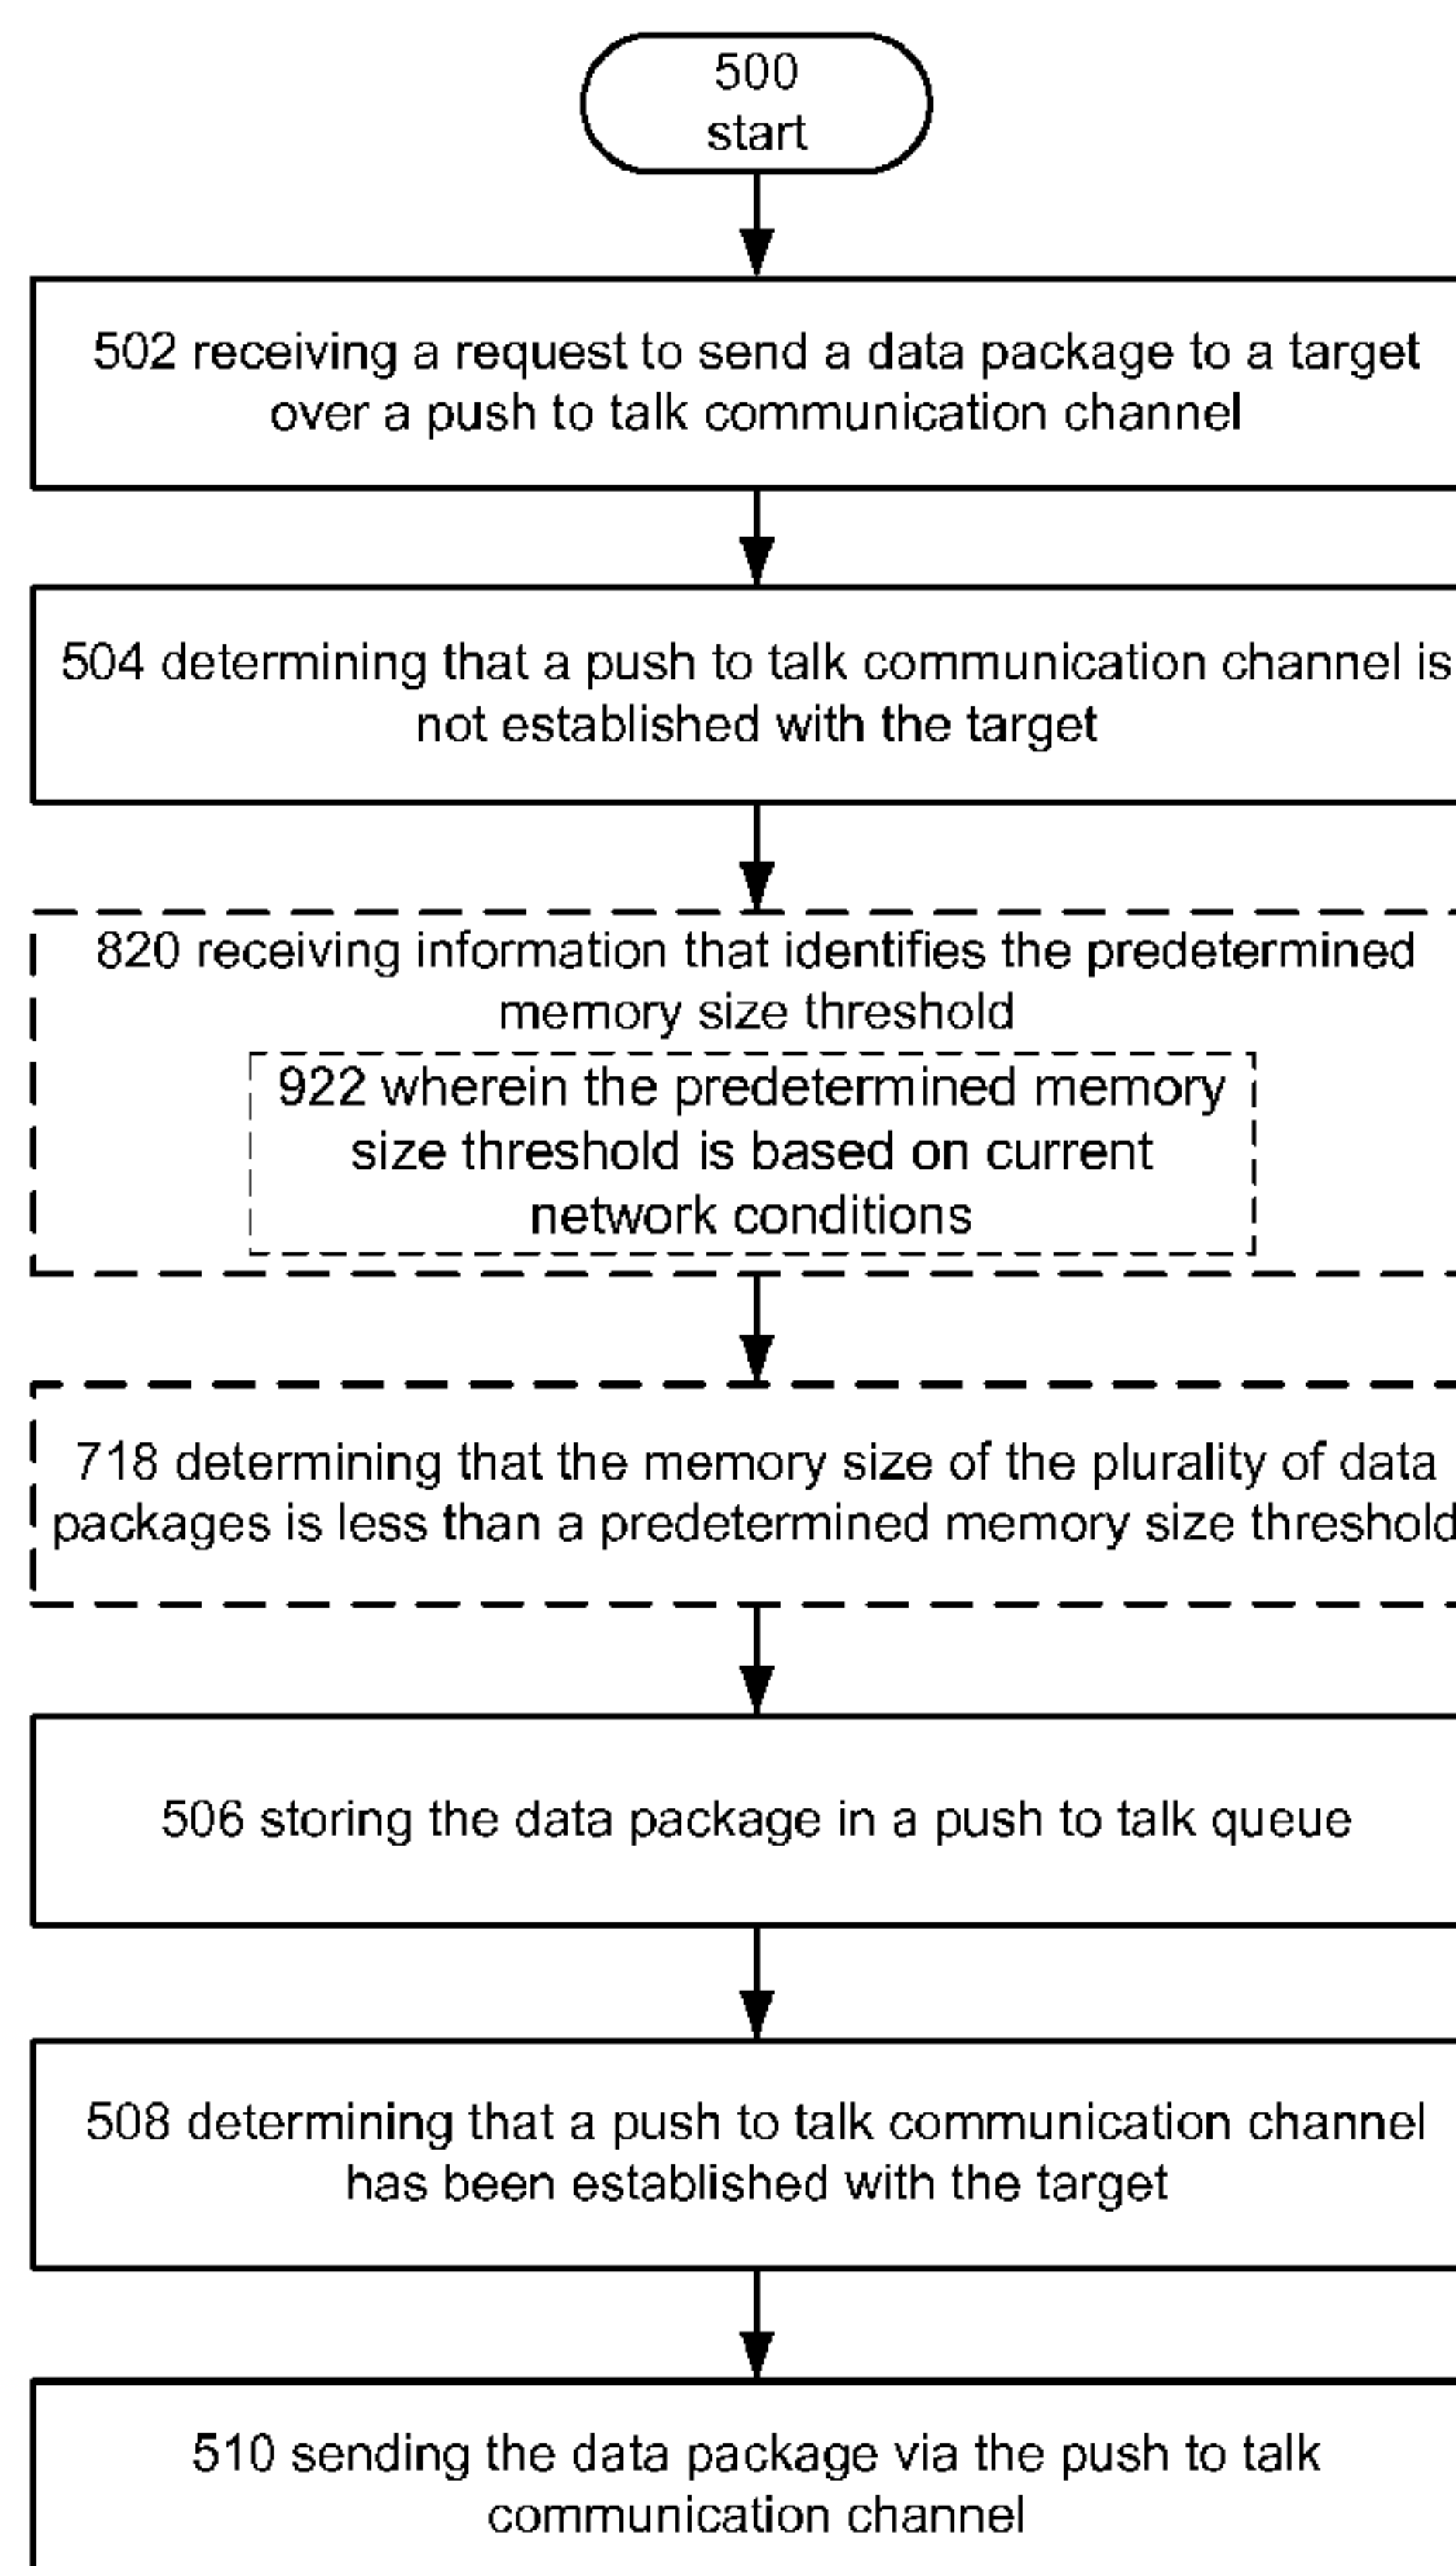 500
start
502 receiving a request to send a data package to a target
over a push to talk communication channel
504 determining that a push to talk communication channel is
not established with the target
820 receiving information that identifies the predetermined
memory size threshold
922 wherein the predetermined memory
size threshold is based on current
network conditions
718 determining that the memory size of the plurality of data
packages is less than a predetermined memory size threshold
506 storing the data package in a push to talk queue
508 determining that a push to talk communication channel
has been established with the target
510 sending the data package via the push to talk
communication channel